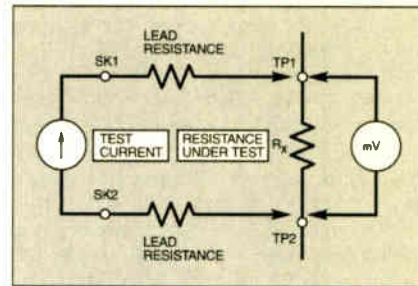 LEAD
RESISTANCE
SK1
TP1
TEST
CURRENT
RESISTANCE
UNDER TEST
RX
mV
SK2
TP2
LEAD
RESISTANCE